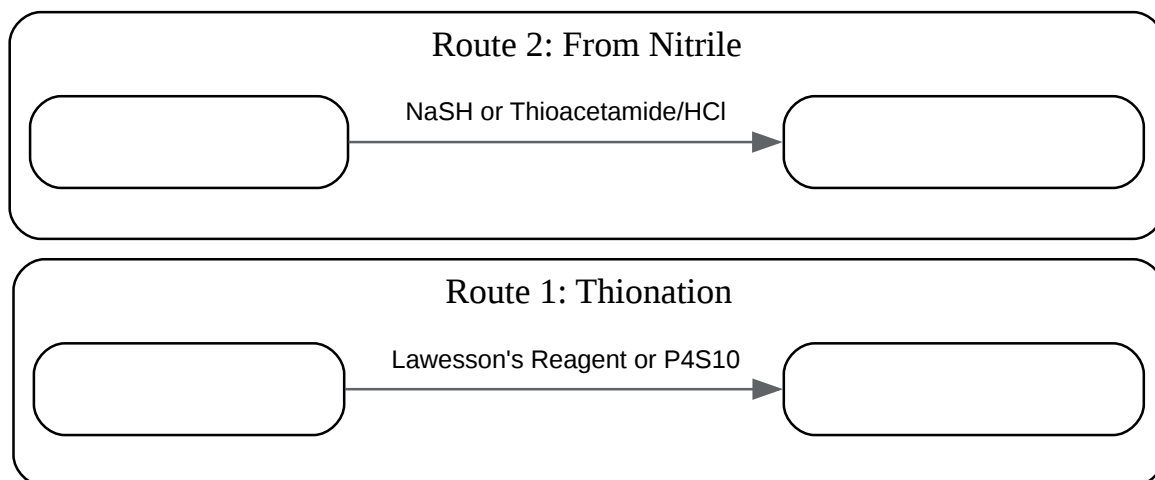 Route 2: From Nitrile
NaSH or Thioacetamide/HCl
Route 1: Thionation
Lawesson's Reagent or P4S10